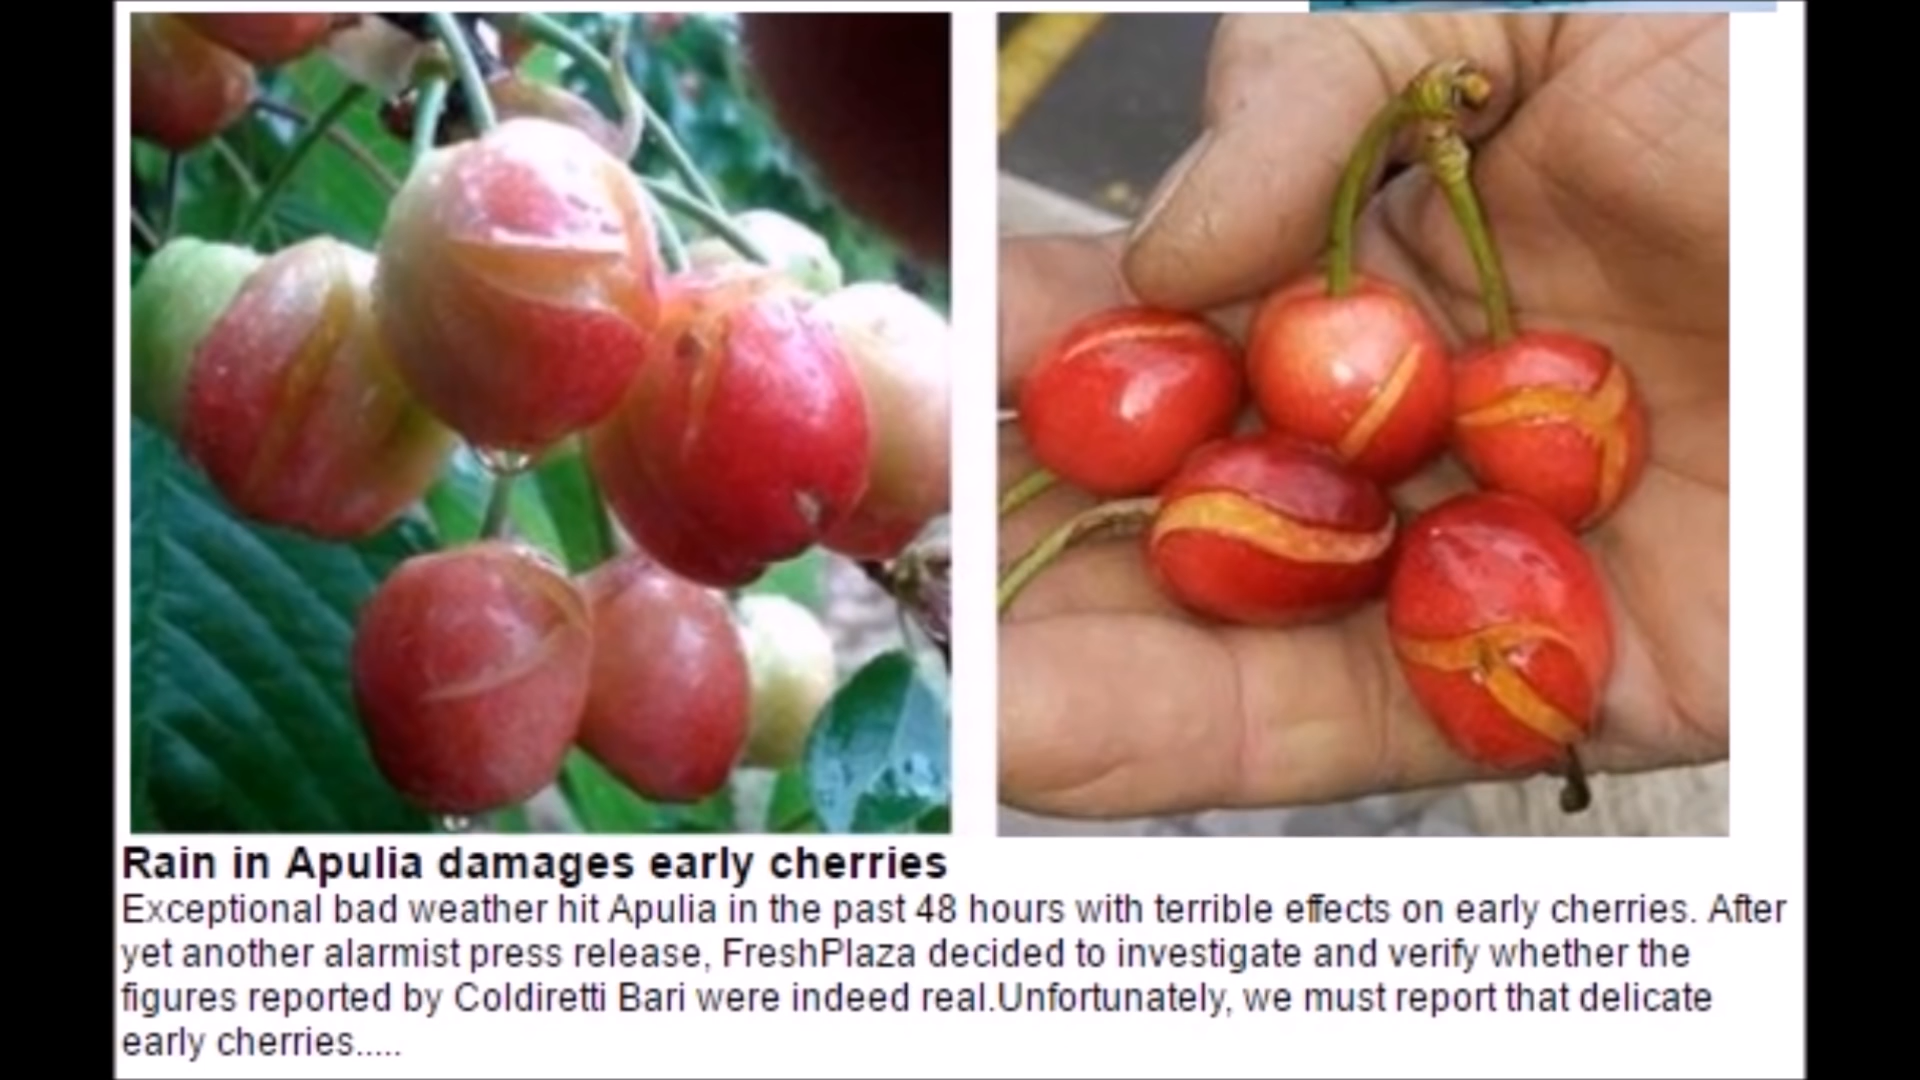 Rain in Apulia damages early cherries
Exceptional bad weather hit Apulia in the past 48 hours with terrible effects on early cherries. After
yet another alarmist press release, FreshPlaza decided to investigate and verify whether the
figures reported by Coldiretti Bari were indeed real.Unfortunately, we must report that delicate
early cherries.....